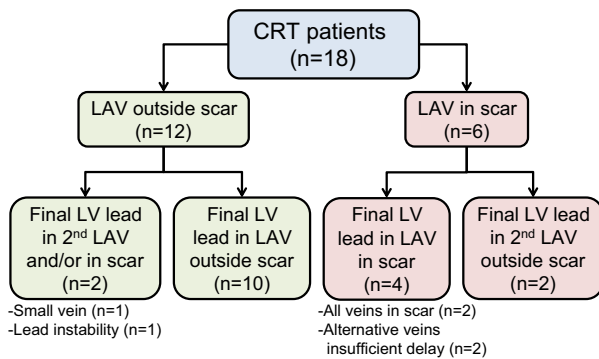 CRT patients
(n=18)
LAV outside scar
(n=12)
LAV in scar
(n=6)
Final LV lead
in 2nd LAV
and/or in scar
(n=2)
Final LV
lead in LAV
outside scar
(n=10)
Final LV
lead in LAV
in scar
(n=4)
Final LV lead
in 2nd LAV
outside scar
(n=2)
-Small vein (n=1)
-Lead instability (n=1)
-All veins in scar (n=2)
-Alternative veins
insufficient delay (n=2)